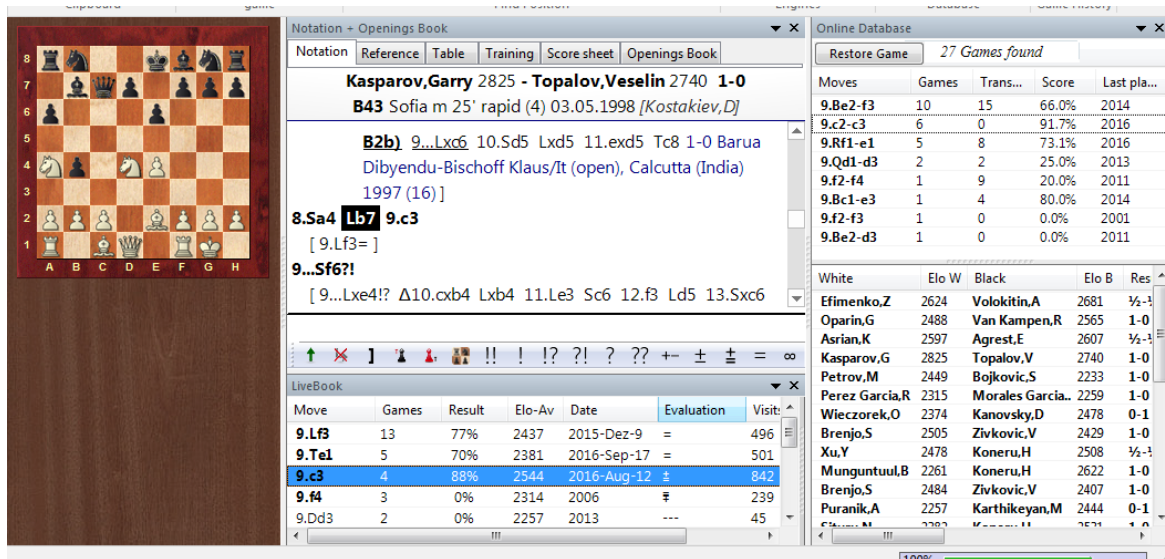 Clipboard game Find Position Engines Database Game History
Notation + Openings Book
Notation Reference Table Training Score sheet Openings Book
Kasparov,Garry 2825 - Topalov,Veselin 2740 1-0
B43 Sofia m 25' rapid (4) 03.05.1998 [Kostakiev,D]
B2b) 9...Lxc6 10.Sd5 Lxd5 11.exd5 Tc8 1-0 Barua
Dibyendu-Bischoff Klaus/It (open), Calcutta (India)
1997 (16) ]
8.Sa4 Lb7 9.c3
[ 9.Lf3= ]
9...Sf6?!
[ 9...Lxe4!? Δ10.cxb4 Lxb4 11.Le3 Sc6 12.f3 Ld5 13.Sxc6
] !! ! !? ?! ? ?? +− ± ⩲ = ∞
8
7
6
5
4
3
2
1
A B C D E F G H
LiveBook
Move Games Result Elo-Av Date Evaluation Visits
9.Lf3 13 77% 2437 2015-Dez-9 = 496
9.Te1 5 70% 2381 2016-Sep-17 = 501
9.c3 4 88% 2544 2016-Aug-12 ± 842
9.f4 3 0% 2314 2006 ∓ 239
9.Dd3 2 0% 2257 2013 --- 45
Online Database
Restore Game 27 Games found
Moves Games Trans... Score Last pla...
9.Be2-f3 10 15 66.0% 2014
9.c2-c3 6 0 91.7% 2016
9.Rf1-e1 5 8 73.1% 2016
9.Qd1-d3 2 2 25.0% 2013
9.f2-f4 1 9 20.0% 2011
9.Bc1-e3 1 4 80.0% 2014
9.f2-f3 1 0 0.0% 2001
9.Be2-d3 1 0 0.0% 2011
White Elo W Black Elo B Res
Efimenko,Z 2624 Volokitin,A 2681 ½-½
Oparin,G 2488 Van Kampen,R 2565 1-0
Asrian,K 2597 Agrest,E 2607 ½-½
Kasparov,G 2825 Topalov,V 2740 1-0
Petrov,M 2449 Bojkovic,S 2233 1-0
Perez Garcia,R 2315 Morales Garcia.. 2259 1-0
Wieczorek,O 2374 Kanovsky,D 2478 0-1
Brenjo,S 2505 Zivkovic,V 2429 1-0
Xu,Y 2478 Koneru,H 2508 ½-½
Munguntuul,B 2261 Koneru,H 2622 1-0
Brenjo,S 2484 Zivkovic,V 2407 1-0
Puranik,A 2257 Karthikeyan,M 2444 0-1
100%